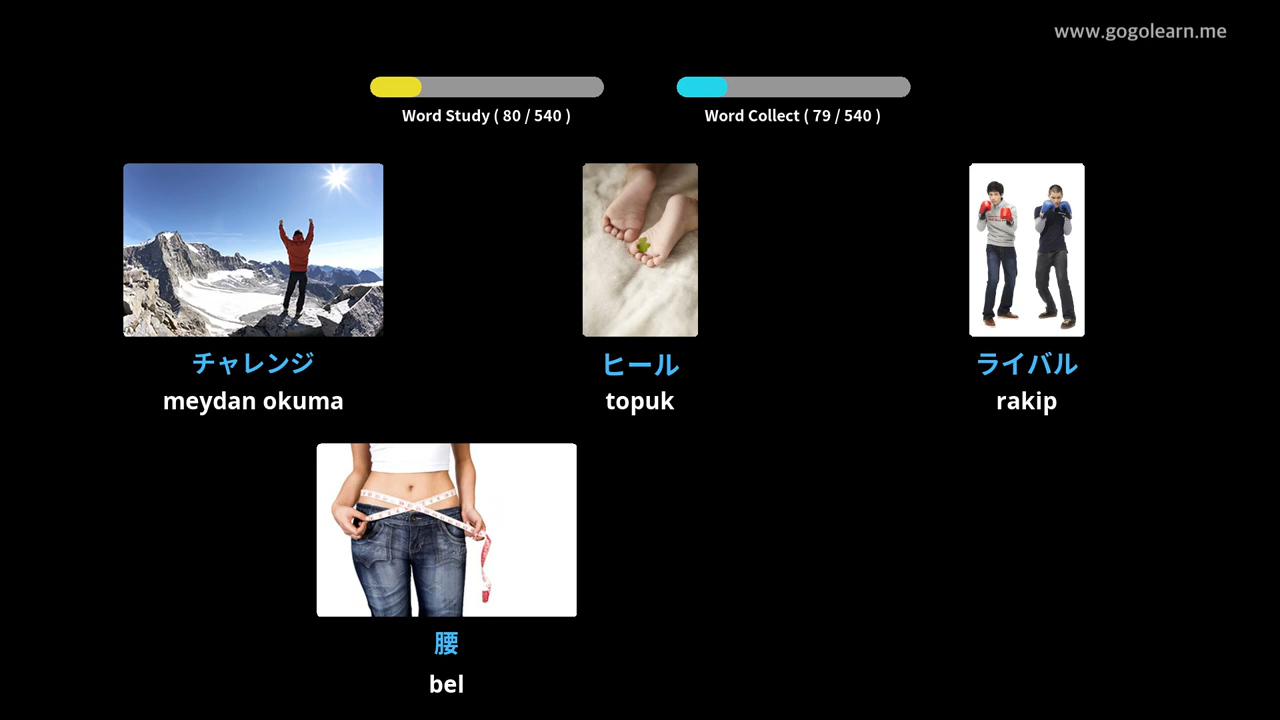 www.gogolearn.me
Word Study ( 80 / 540 )
Word Collect ( 79 / 540 )
チャレンジ
meydan okuma
ヒール
topuk
ライバル
rakip
腰
bel